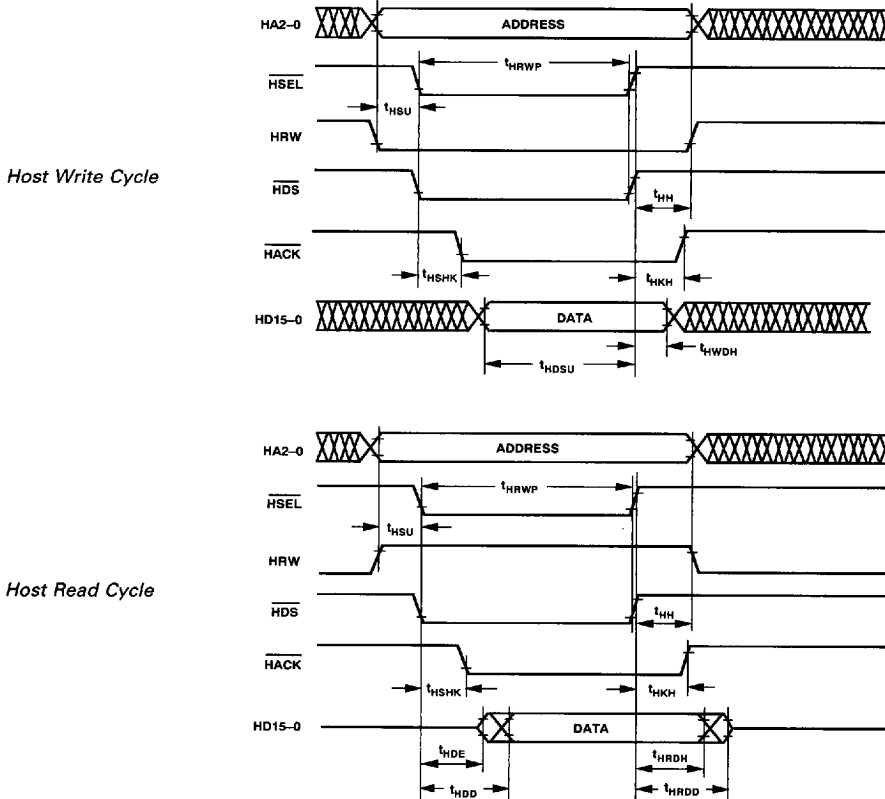 HA2–0 ADDRESS
tHRWP
HSEL
tHSU
HRW
Host Write Cycle
HDS
tHH
HACK
tHSHK tHKH
HD15–0 DATA
tHWDH
tHDSU
HA2–0 ADDRESS
tHRWP
HSEL
tHSU
HRW
Host Read Cycle
HDS
tHH
HACK
tHSHK tHKH
HD15–0 DATA
tHDE tHRDH
tHDD tHRDD